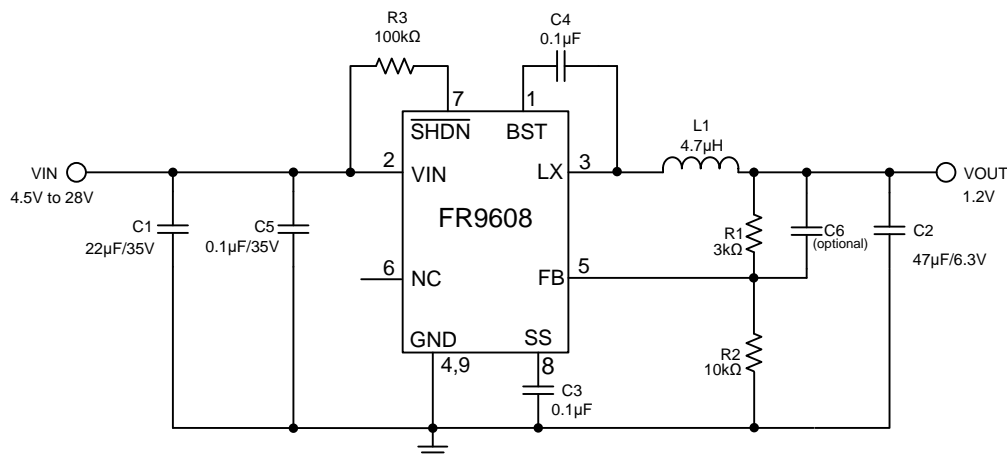 R3
100kΩ
C4
0.1µF
7
1
SHDN
BST
L1
4.7µH
VIN
4.5V to 28V
2
VIN
LX
3
VOUT
1.2V
FR9608
C1
22µF/35V
C5
0.1µF/35V
R1
3kΩ
C6
(optional)
C2
47µF/6.3V
6
NC
FB
5
GND
SS
4,9
8
R2
10kΩ
C3
0.1µF